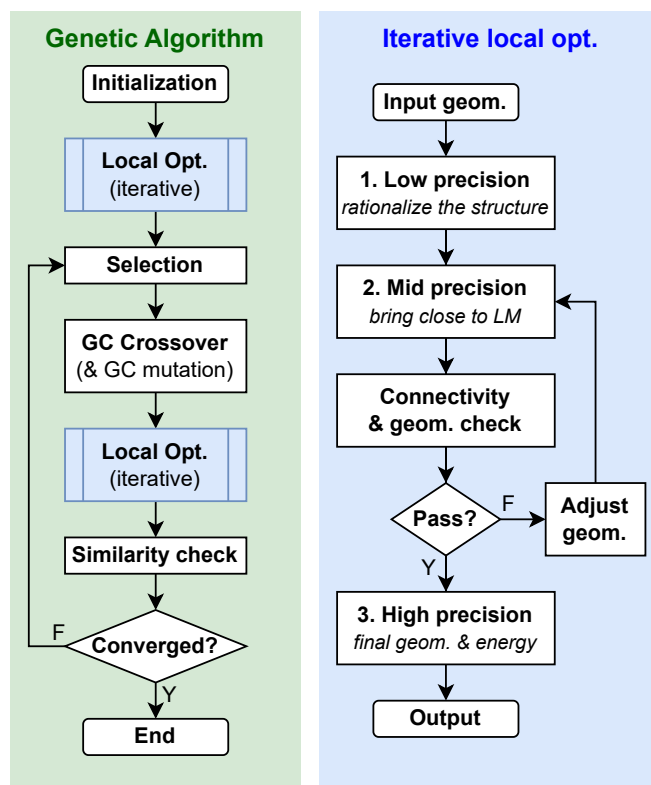 Genetic Algorithm
Initialization
Local Opt.
(iterative)
Selection
GC Crossover
(& GC mutation)
Local Opt.
(iterative)
Similarity check
F
Converged?
Y
End
Iterative local opt.
Input geom.
1. Low precision
rationalize the structure
2. Mid precision
bring close to LM
Connectivity
& geom. check
Pass?
F
Adjust
geom.
Y
3. High precision
final geom. & energy
Output